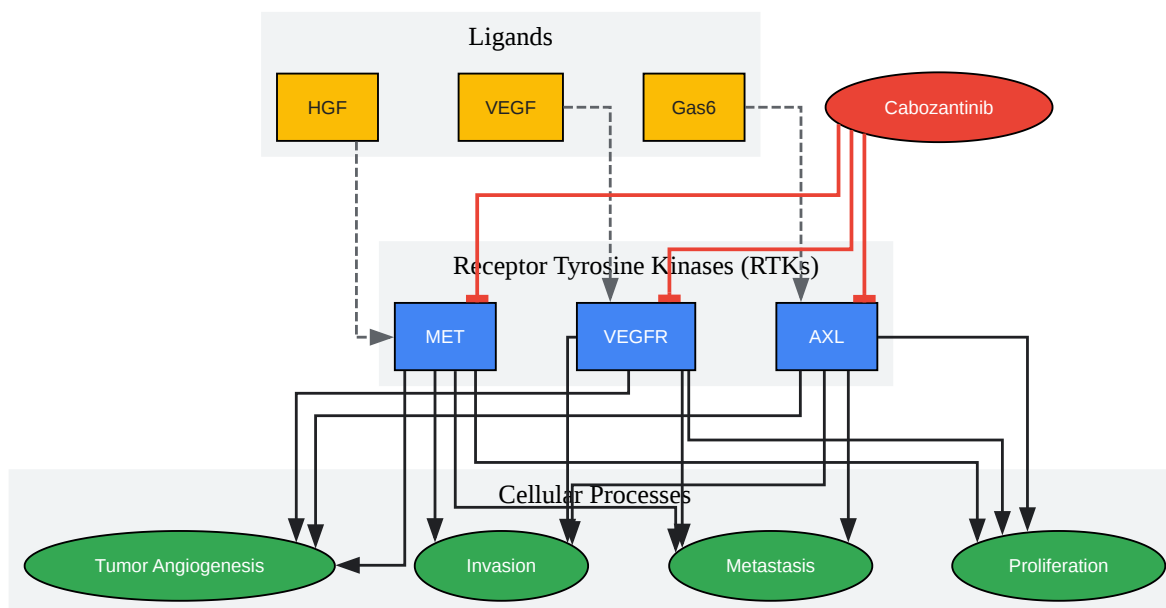 Ligands
HGF
VEGF
Gas6
Cabozantinib
Receptor Tyrosine Kinases (RTKs)
MET
VEGFR
AXL
Cellular Processes
Tumor Angiogenesis
Invasion
Metastasis
Proliferation